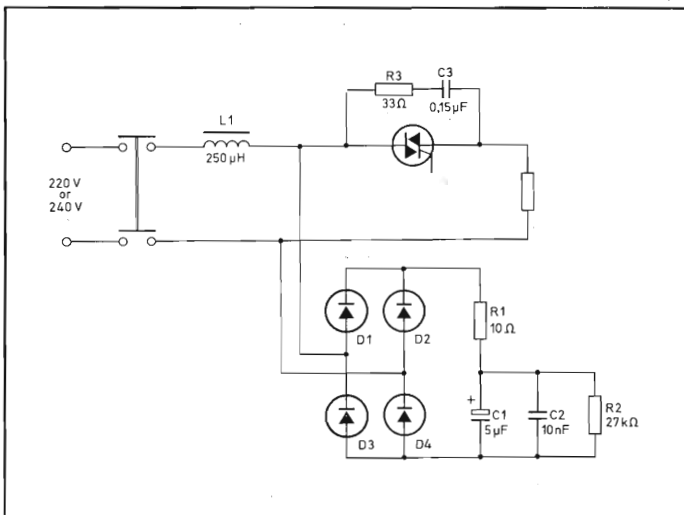 R3
33Ω
C3
0,15µF
L1
250µH
220 V
or
240 V
D1
D2
R1
10Ω
D3
D4
+
C1
5µF
C2
10nF
R2
27kΩ